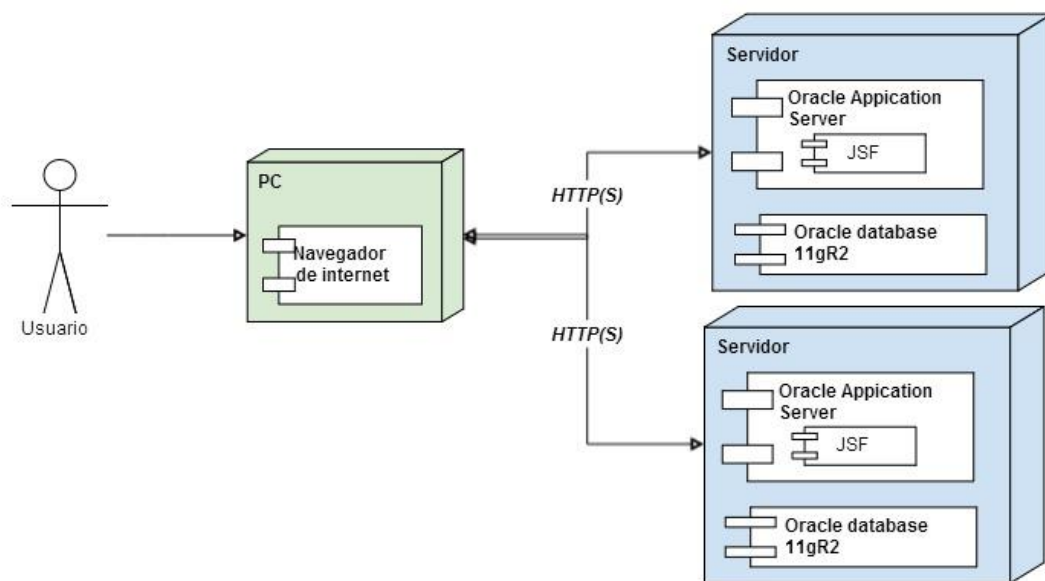 Servidor
Oracle Appication
Server
JSF
Oracle database
11gR2
PC
Navegador
de internet
Usuario
HTTP(S)
HTTP(S)
Servidor
Oracle Appication
Server
JSF
Oracle database
11gR2